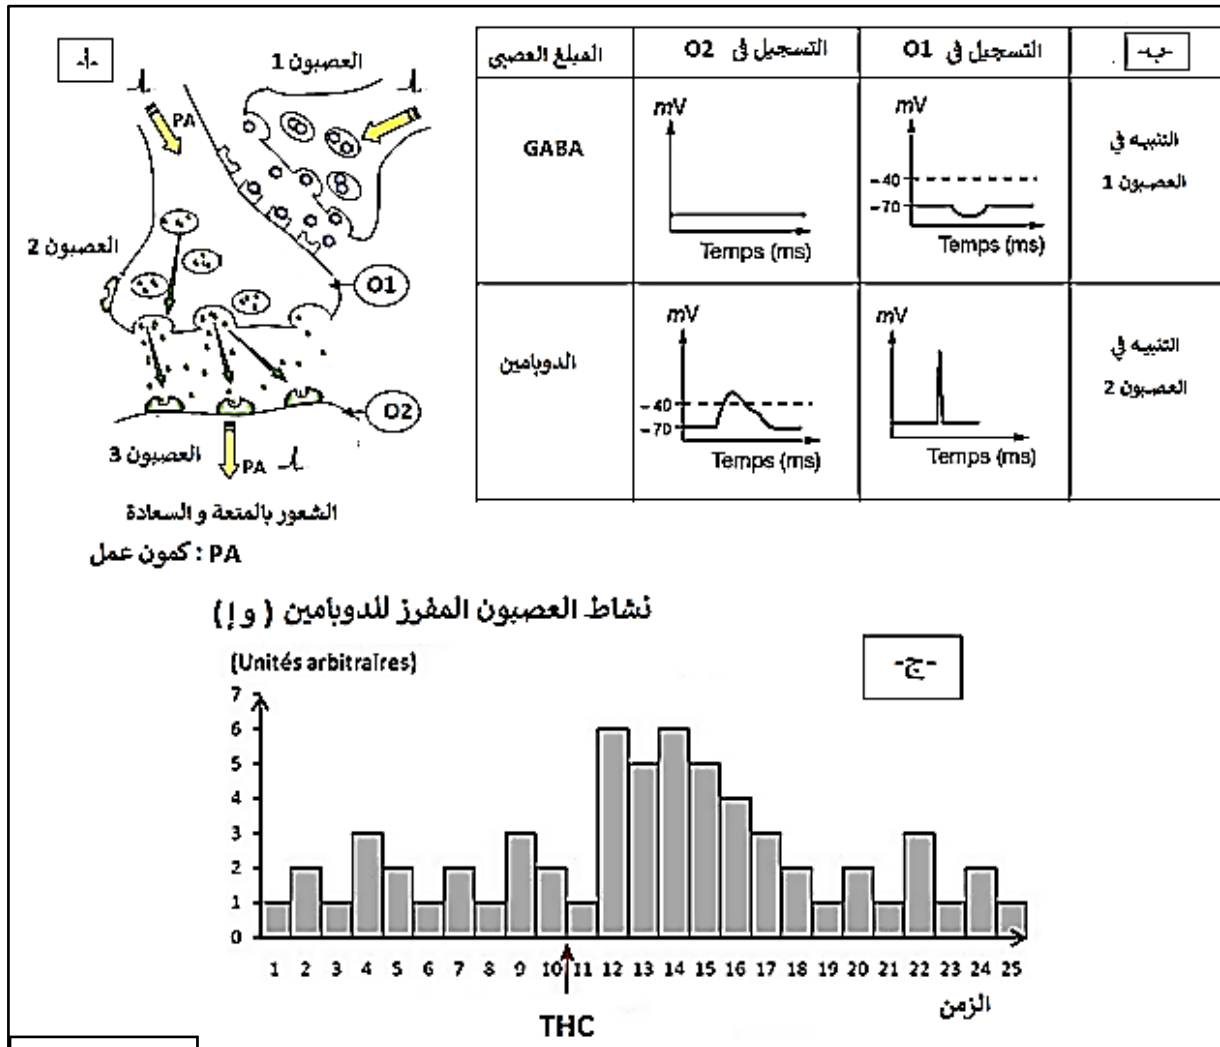 -أ-
العصبون 1
PA
العصبون 2
O1
O2
العصبون 3
PA
الشعور بالمتعة و السعادة
PA : كمون عمل
-ب-
التسجيل في O1
التسجيل في O2
المبلغ العصبي
التنبيه في
العصبون 1
mV
-40
-70
Temps (ms)
mV
Temps (ms)
GABA
التنبيه في
العصبون 2
mV
Temps (ms)
mV
-40
-70
Temps (ms)
الدوبامين
نشاط العصبون المفرز للدوبامين ( و إ )
(Unités arbitraires)
-ج-
7
6
5
4
3
2
1
0
1 2 3 4 5 6 7 8 9 10 11 12 13 14 15 16 17 18 19 20 21 22 23 24 25
الزمن
THC